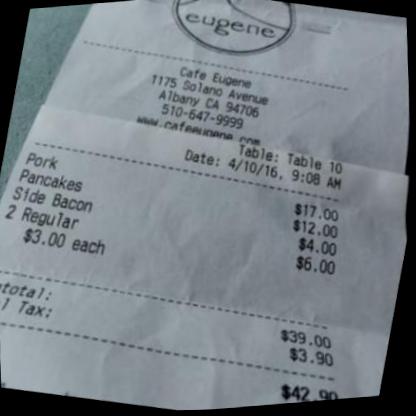 eugene
Cafe Eugene
1175 Solano Avenue
Albany CA 94706
510-647-9999
www.cafeeugene.com
Table: Table 10
Date: 4/10/16, 9:08 AM
Pork $17.00
Pancakes $12.00
Side Bacon $4.00
2 Regular $6.00
$3.00 each
total: $39.00
l Tax: $3.90
$42.90